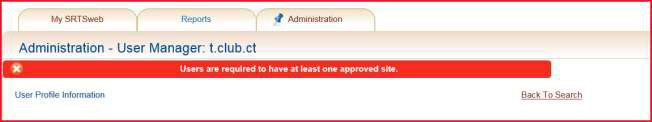 My SRTSweb Reports Administration
Administration - User Manager: t.club.ct
Users are required to have at least one approved site.
User Profile Information Back To Search